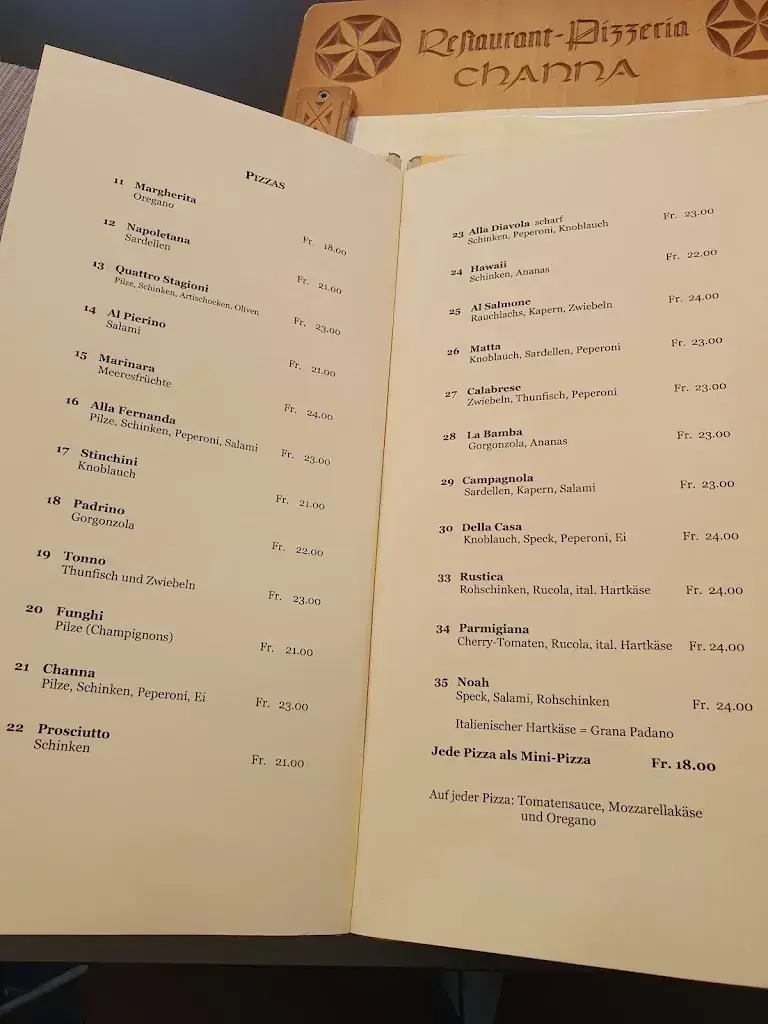 Restaurant-Pizzeria
CHANNA
PIZZAS
11 Margherita
Oregano
Fr. 18.00
12 Napoletana
Sardellen
Fr. 21.00
13 Quattro Stagioni
Pilze, Schinken, Artischocken, Oliven
Fr. 23.00
14 Al Pierino
Salami
Fr. 21.00
15 Marinara
Meeresfrüchte
Fr. 24.00
16 Alla Fernanda
Pilze, Schinken, Peperoni, Salami
Fr. 23.00
17 Stinchini
Knoblauch
Fr. 21.00
18 Padrino
Gorgonzola
Fr. 22.00
19 Tonno
Thunfisch und Zwiebeln
Fr. 23.00
20 Funghi
Pilze (Champignons)
Fr. 21.00
21 Channa
Pilze, Schinken, Peperoni, Ei
Fr. 23.00
22 Prosciutto
Schinken
Fr. 21.00
23 Alla Diavola scharf Fr. 23.00
Schinken, Peperoni, Knoblauch
24 Hawaii Fr. 22.00
Schinken, Ananas
25 Al Salmone Fr. 24.00
Rauchlachs, Kapern, Zwiebeln
26 Matta Fr. 23.00
Knoblauch, Sardellen, Peperoni
27 Calabrese Fr. 23.00
Zwiebeln, Thunfisch, Peperoni
28 La Bamba Fr. 23.00
Gorgonzola, Ananas
29 Campagnola Fr. 23.00
Sardellen, Kapern, Salami
30 Della Casa Fr. 24.00
Knoblauch, Speck, Peperoni, Ei
33 Rustica
Rohschinken, Rucola, ital. Hartkäse Fr. 24.00
34 Parmigiana
Cherry-Tomaten, Rucola, ital. Hartkäse Fr. 24.00
35 Noah
Speck, Salami, Rohschinken Fr. 24.00
Italienischer Hartkäse = Grana Padano
Jede Pizza als Mini-Pizza Fr. 18.00
Auf jeder Pizza: Tomatensauce, Mozzarellakäse
und Oregano